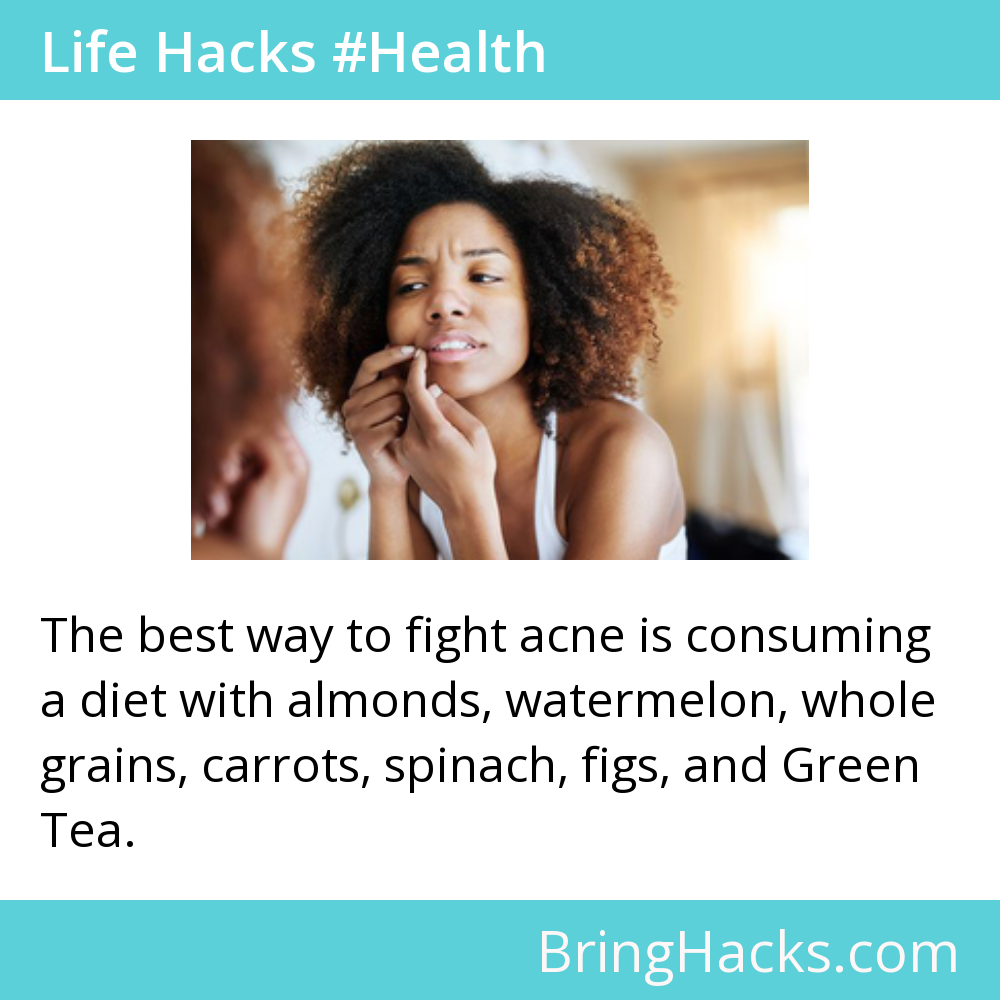 Life Hacks #Health
The best way to fight acne is consuming
a diet with almonds, watermelon, whole
grains, carrots, spinach, figs, and Green
Tea.
BringHacks.com